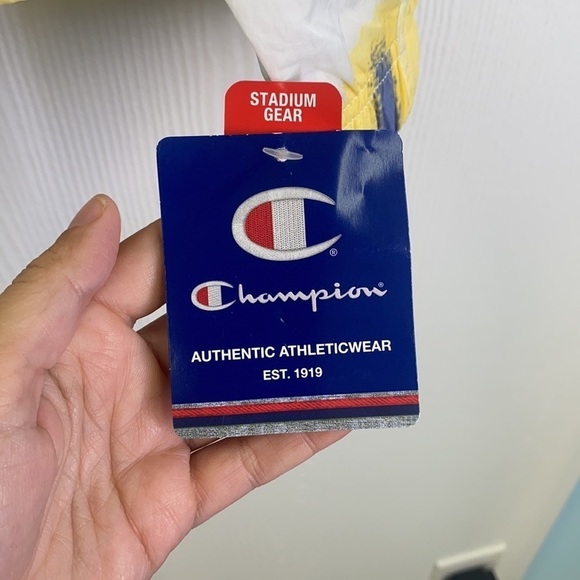 STADIUM
GEAR
®
Champion®
AUTHENTIC ATHLETICWEAR
EST. 1919